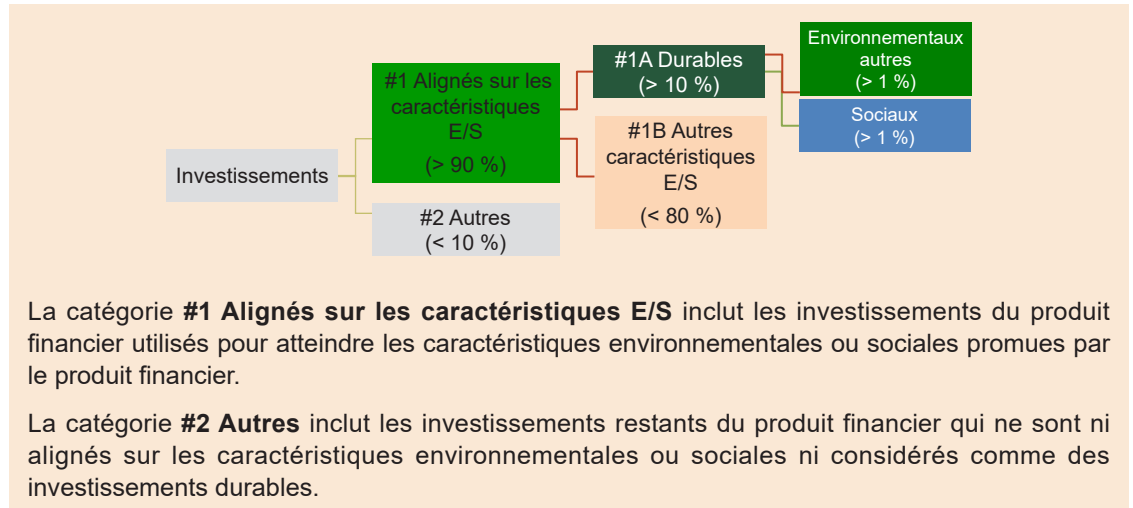 Investissements
#1 Alignés sur les
caractéristiques
E/S
(> 90 %)
#2 Autres
(< 10 %)
#1A Durables
(> 10 %)
#1B Autres
caractéristiques
E/S
(< 80 %)
Environnementaux
autres
(> 1 %)
Sociaux
(> 1 %)
La catégorie #1 Alignés sur les caractéristiques E/S inclut les investissements du produit
financier utilisés pour atteindre les caractéristiques environnementales ou sociales promues par
le produit financier.
La catégorie #2 Autres inclut les investissements restants du produit financier qui ne sont ni
alignés sur les caractéristiques environnementales ou sociales ni considérés comme des
investissements durables.